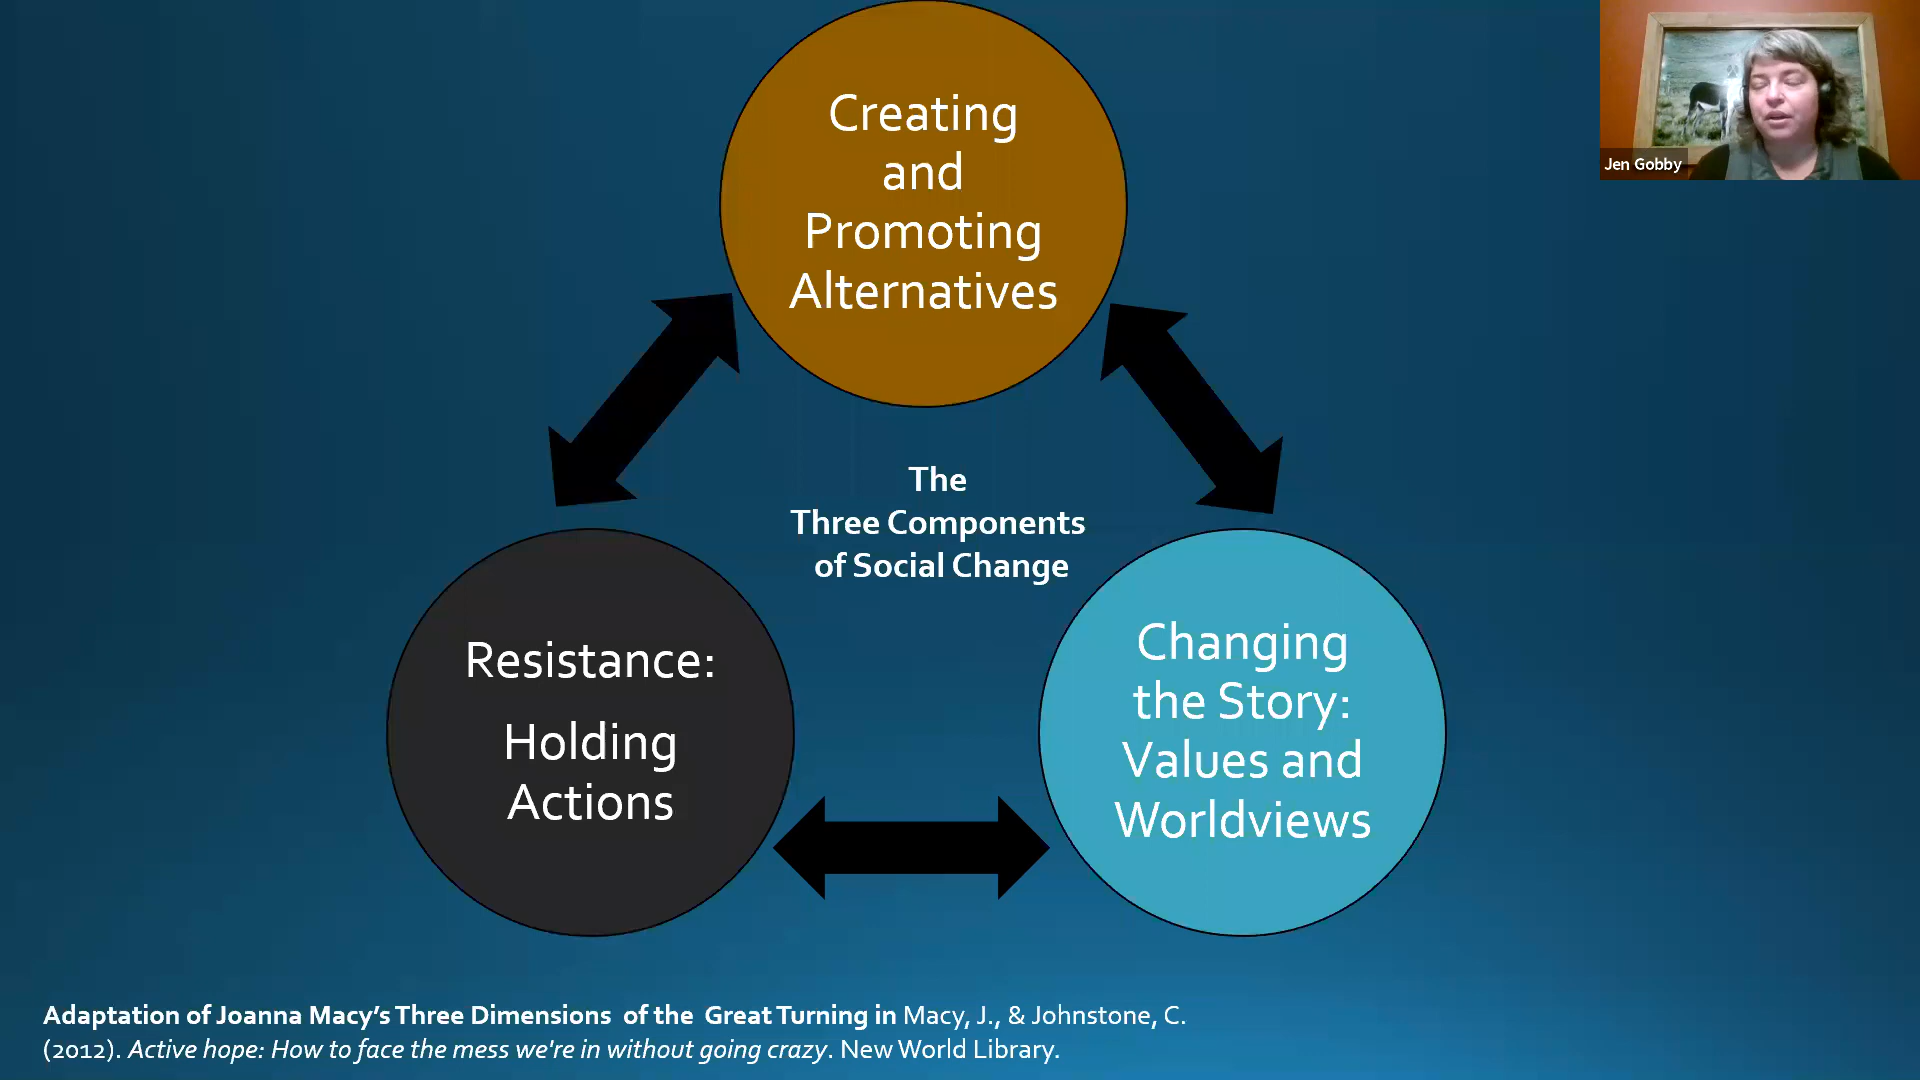 Creating
and
Promoting
Alternatives
Jen Gobby
The
Three Components
of Social Change
Resistance:
Holding
Actions
Changing
the Story:
Values and
Worldviews
Adaptation of Joanna Macy's Three Dimensions of the Great Turning in Macy, J., & Johnstone, C.
(2012). Active hope: How to face the mess we're in without going crazy. New World Library.